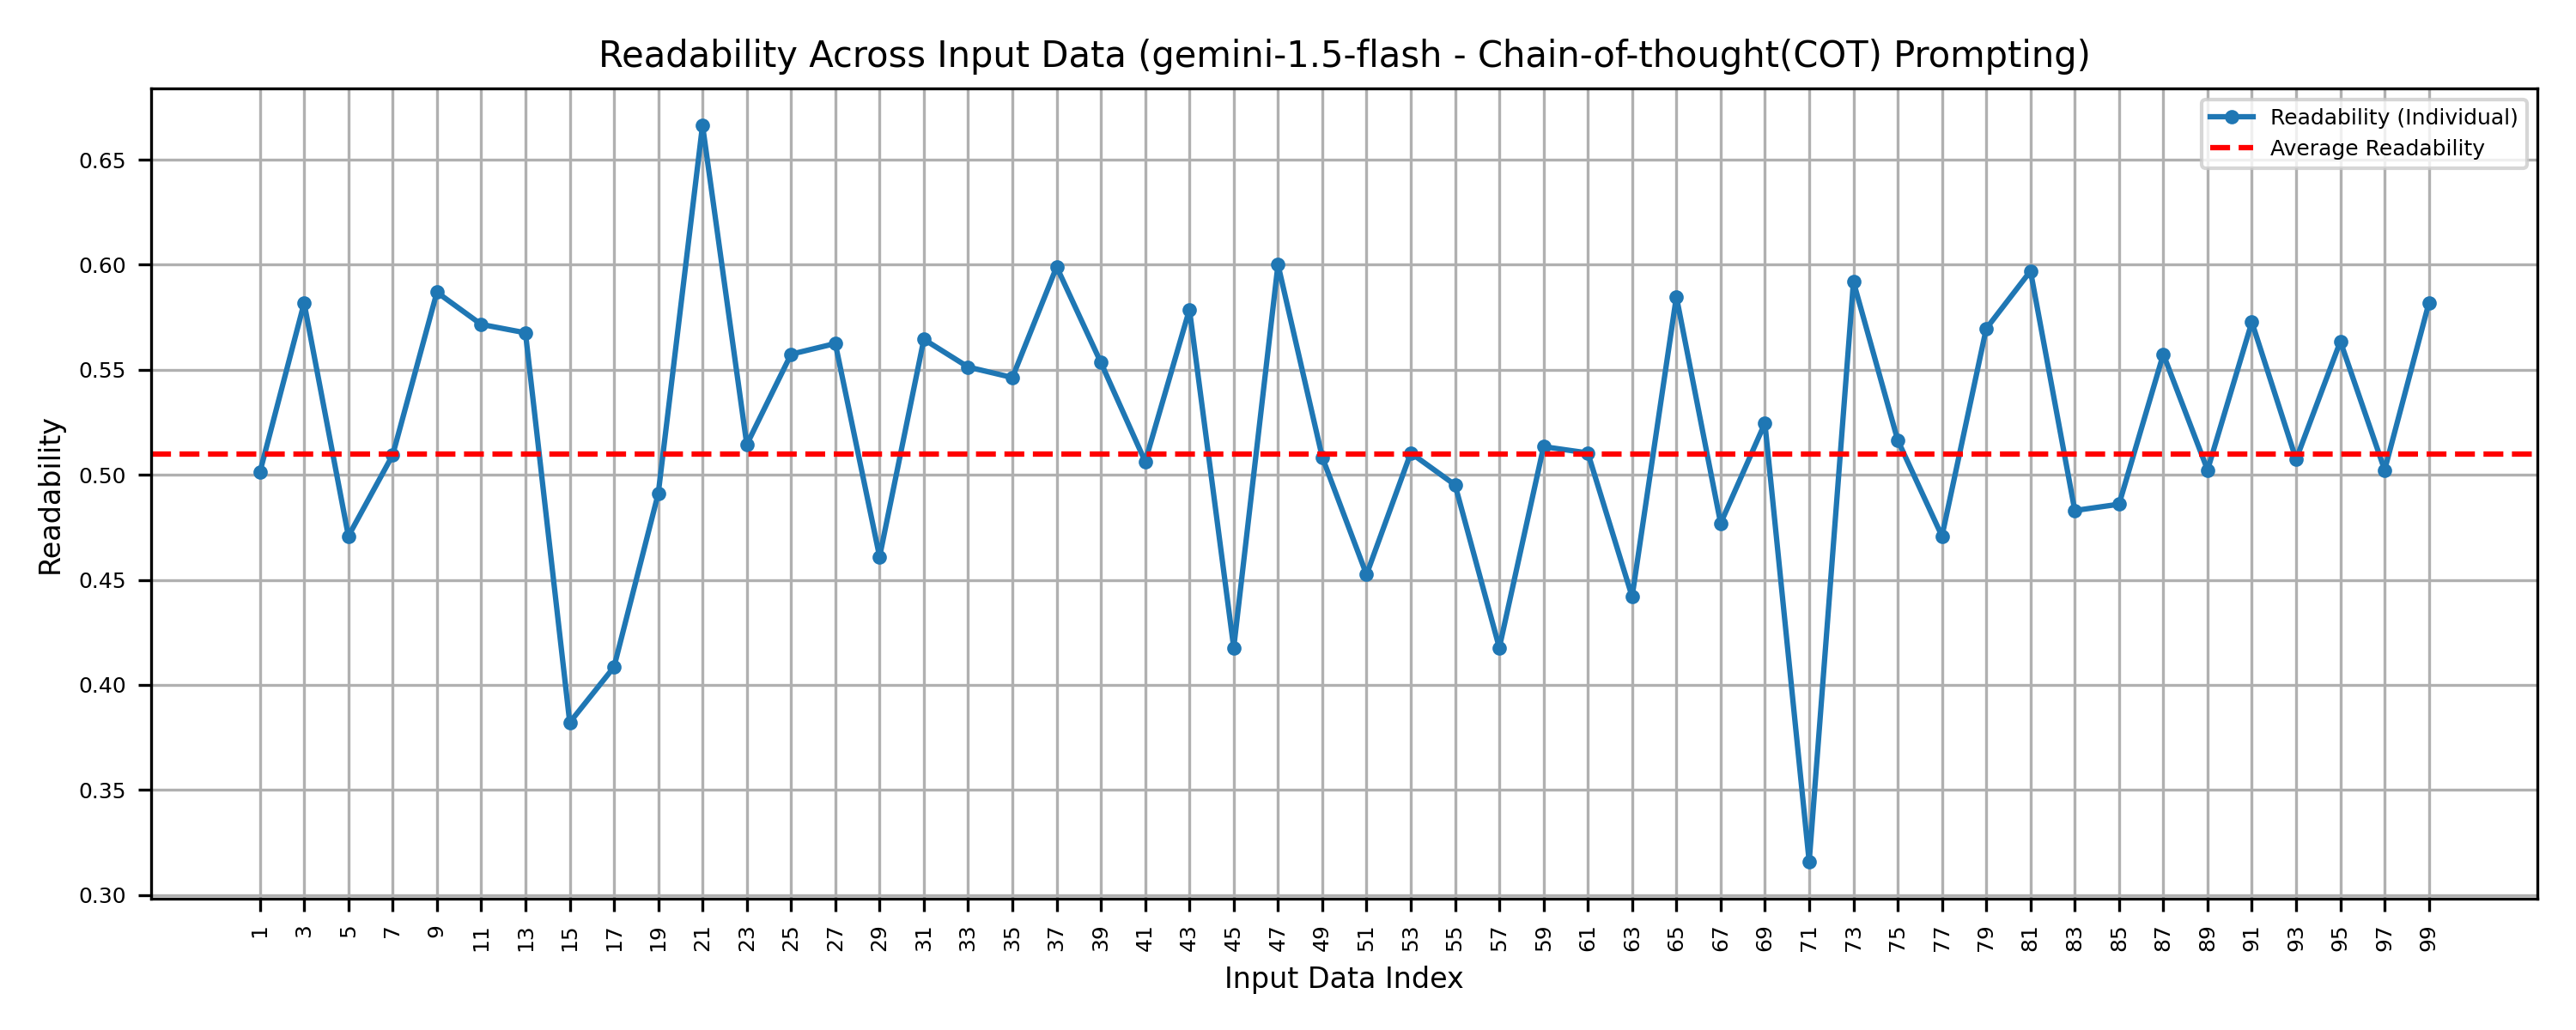 Readability Across Input Data (gemini-1.5-flash - Chain-of-thought(COT) Prompting)
Readability (Individual)
Average Readability
Readability
0.65
0.60
0.55
0.50
0.45
0.40
0.35
0.30
1 3 5 7 9 11 13 15 17 19 21 23 25 27 29 31 33 35 37 39 41 43 45 47 49 51 53 55 57 59 61 63 65 67 69 71 73 75 77 79 81 83 85 87 89 91 93 95 97 99
Input Data Index